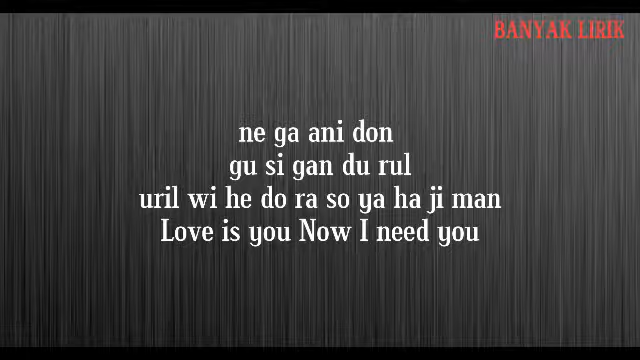 BANYAK LIRIK
ne ga ani don
gu si gan du rul
uril wi he do ra so ya ha ji man
Love is you Now I need you